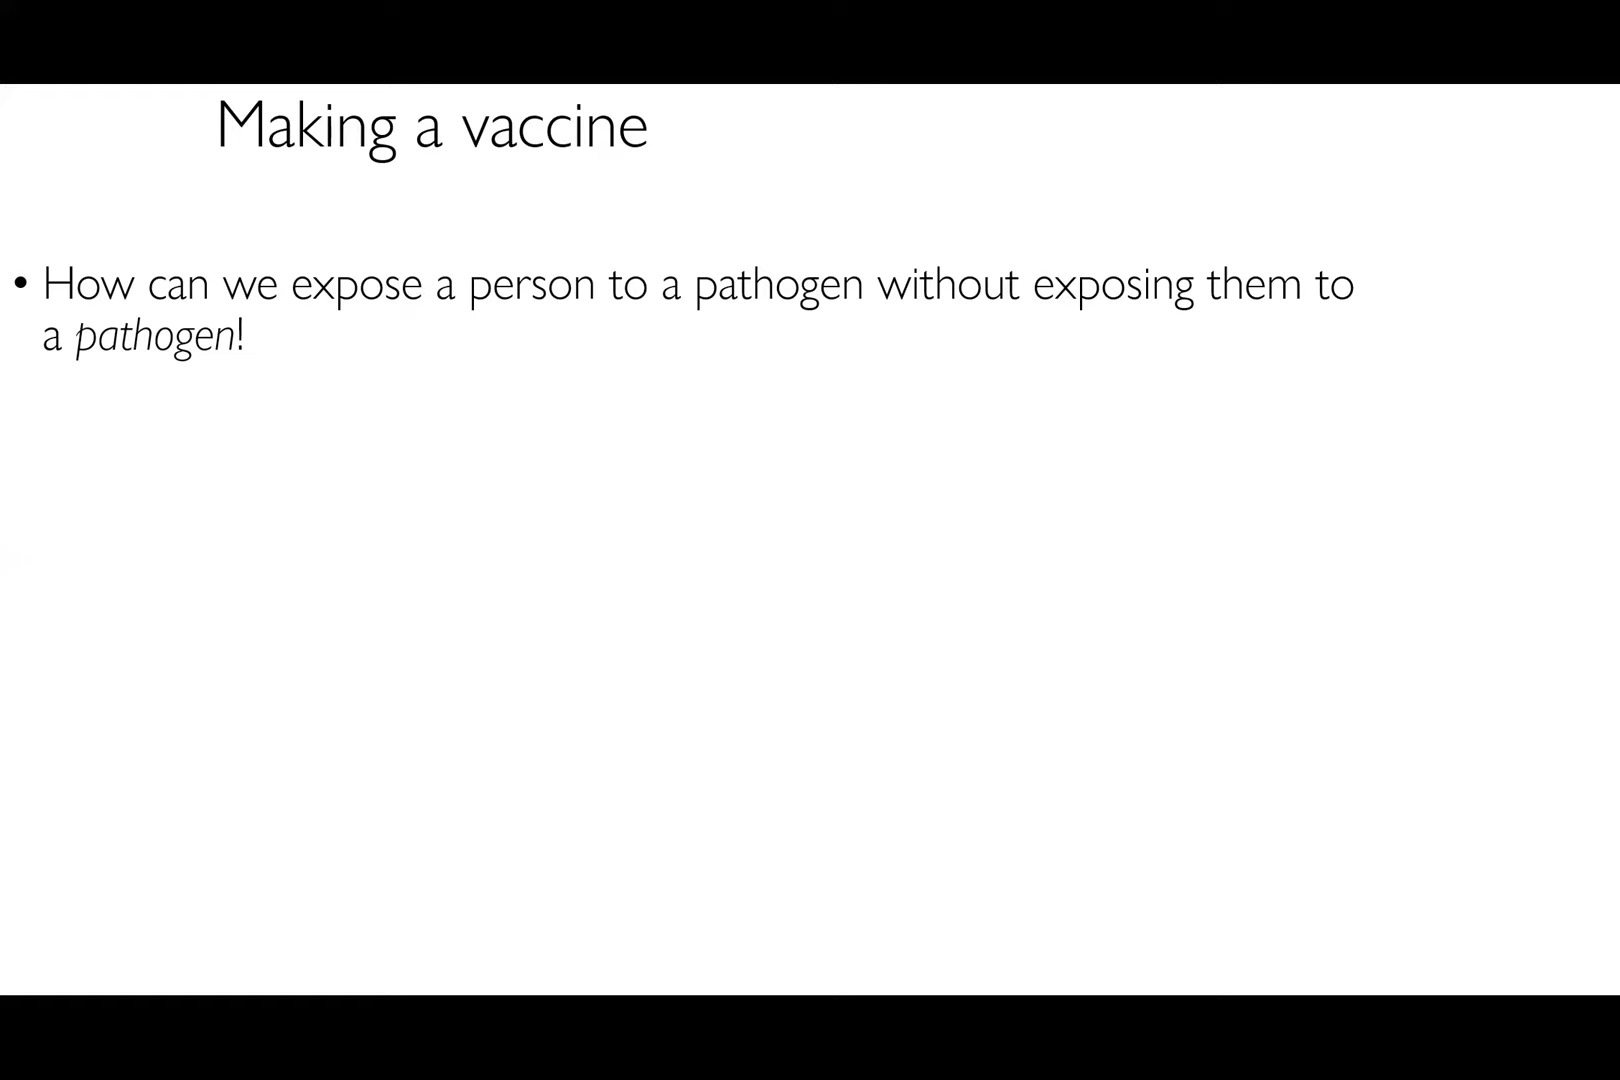 Making a vaccine
• How can we expose a person to a pathogen without exposing them to
a pathogen!